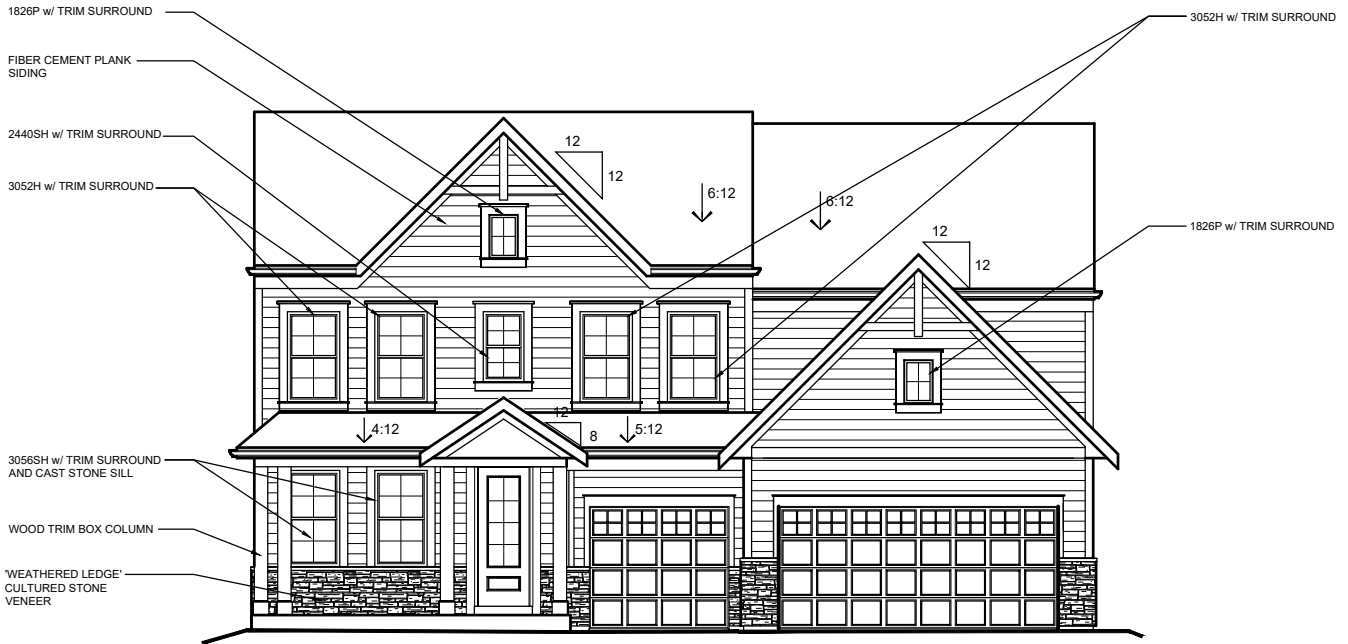 1826P w/ TRIM SURROUND
3052H w/ TRIM SURROUND
FIBER CEMENT PLANK
SIDING
2440SH w/ TRIM SURROUND
12
12
3052H w/ TRIM SURROUND
6:12
6:12
1826P w/ TRIM SURROUND
12
12
12
4:12
8
5:12
3056SH w/ TRIM SURROUND
AND CAST STONE SILL
WOOD TRIM BOX COLUMN
'WEATHERED LEDGE'
CULTURED STONE
VENEER